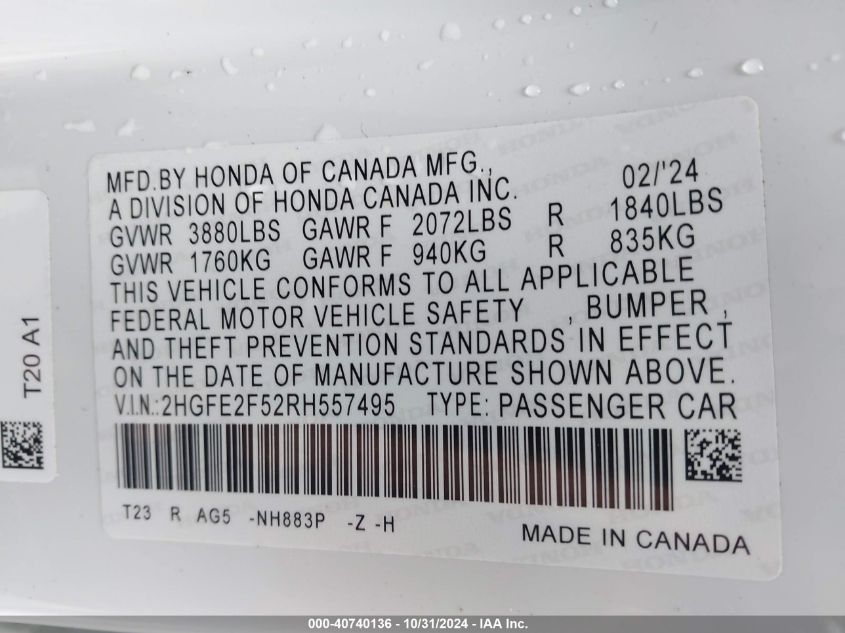 MFD.BY HONDA OF CANADA MFG., 02/'24
A DIVISION OF HONDA CANADA INC.
GVWR 3880LBS GAWR F 2072LBS R 1840LBS
GVWR 1760KG GAWR F 940KG R 835KG
THIS VEHICLE CONFORMS TO ALL APPLICABLE
FEDERAL MOTOR VEHICLE SAFETY , BUMPER ,
AND THEFT PREVENTION STANDARDS IN EFFECT
ON THE DATE OF MANUFACTURE SHOWN ABOVE.
V.I.N.:2HGFE2F52RH557495 TYPE: PASSENGER CAR
T23 R AG5 -NH883P -Z -H
MADE IN CANADA
T20 A1
000-40740136 - 10/31/2024 - IAA Inc.